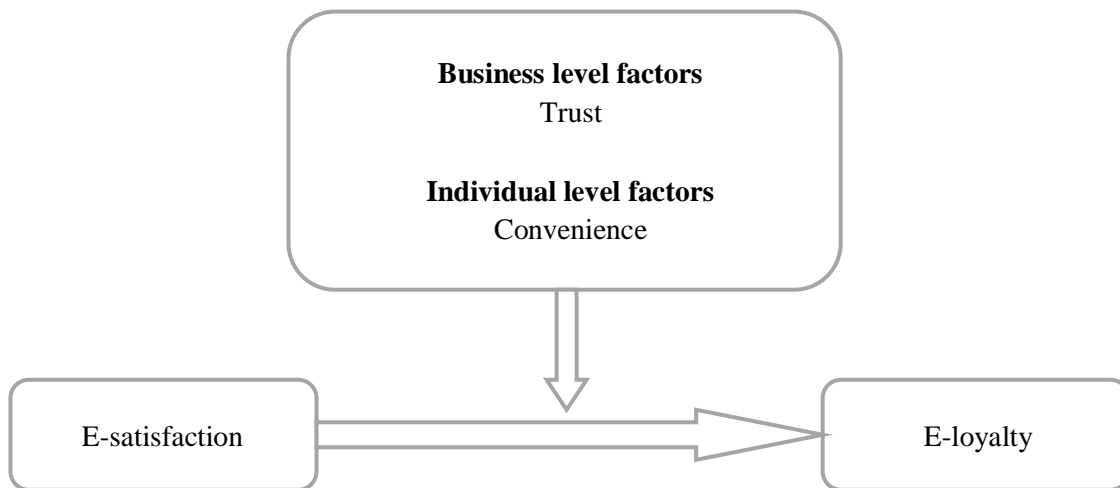 Business level factors
Trust
Individual level factors
Convenience
E-satisfaction
E-loyalty